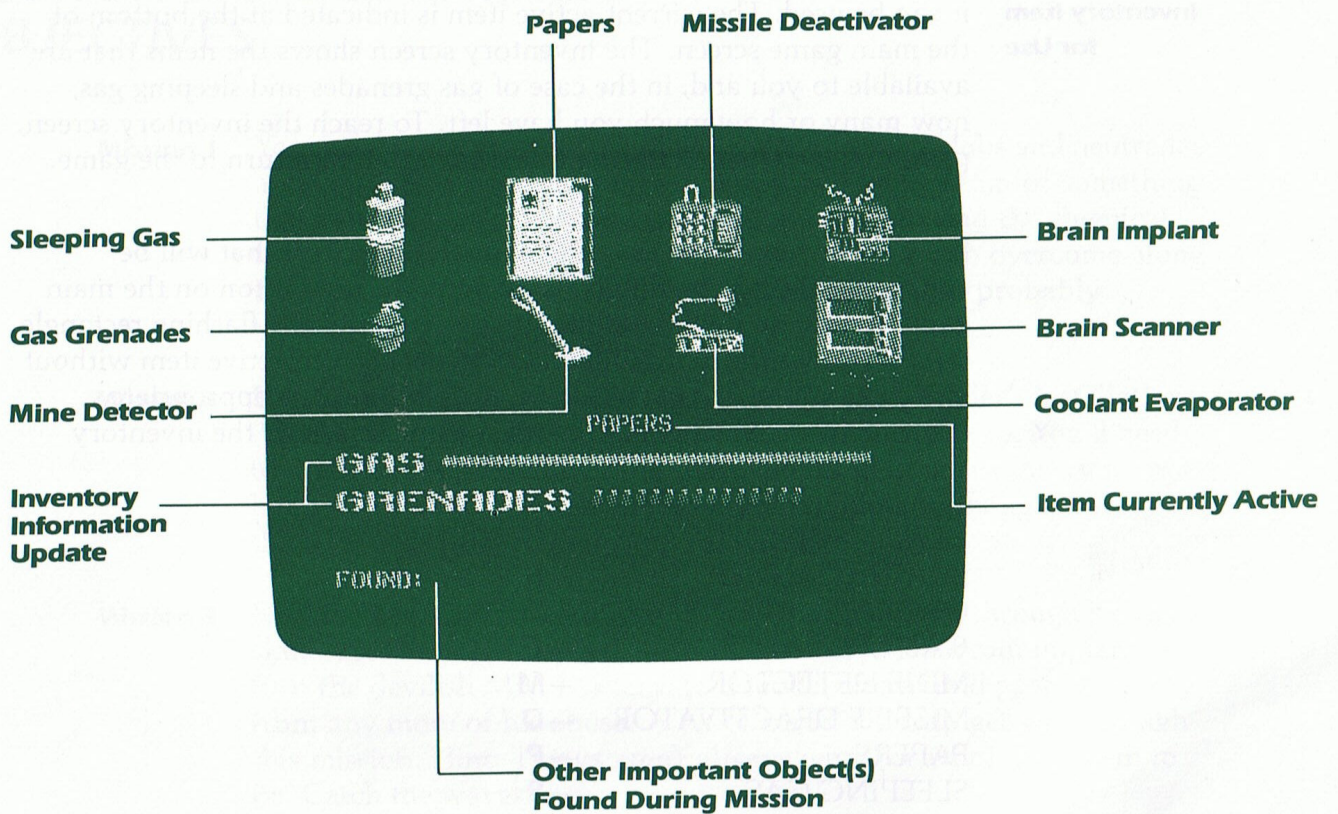 Papers
Missile Deactivator
Sleeping Gas
Brain Implant
Gas Grenades
Brain Scanner
Mine Detector
Coolant Evaporator
PAPERS
GAS
GRENADES
Inventory
Information
Update
Item Currently Active
FOUND:
Other Important Object(s)
Found During Mission